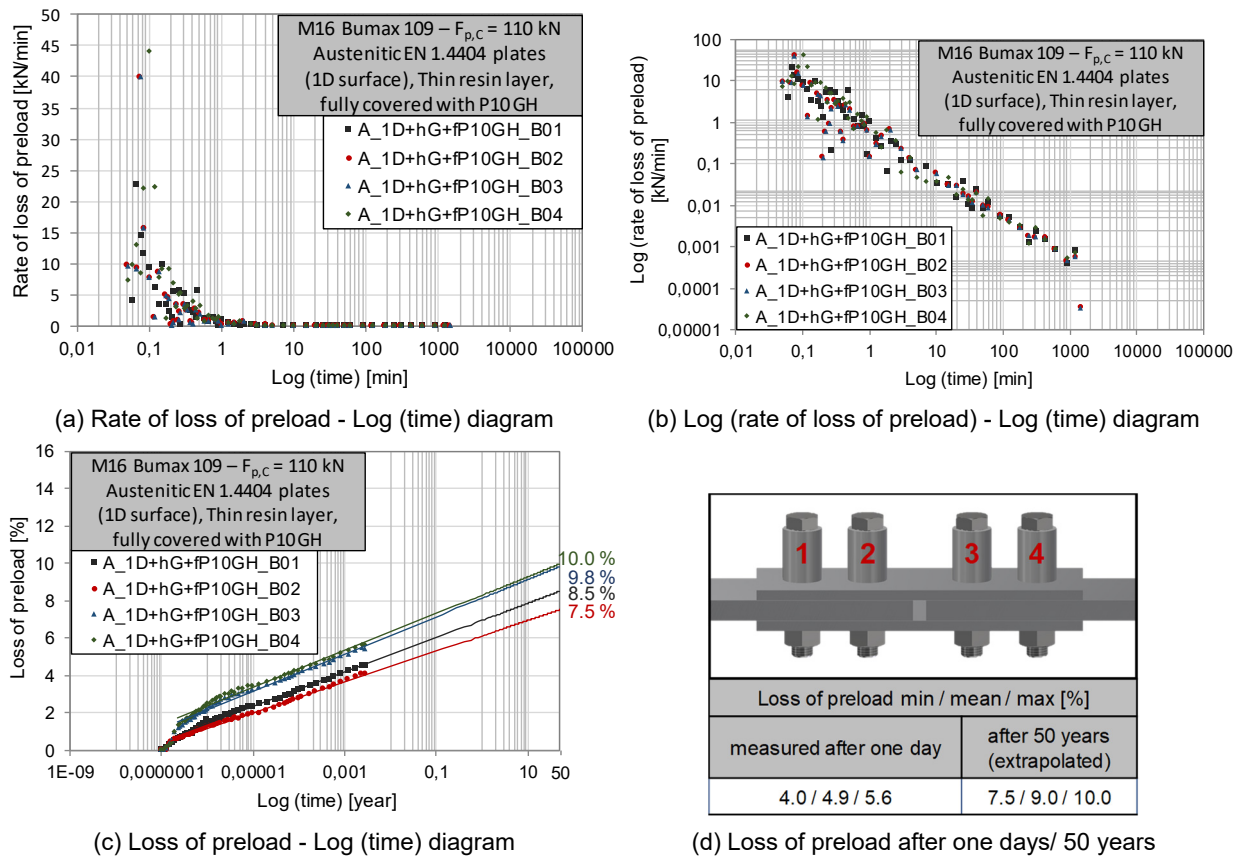 M16 Bumax 109 – Fp,C = 110 kN
Austenitic EN 1.4404 plates
(1D surface), Thin resin layer,
fully covered with P10 GH
A_1D+hG+fP10GH_B01
A_1D+hG+fP10GH_B02
A_1D+hG+fP10GH_B03
A_1D+hG+fP10GH_B04
Rate of loss of preload [kN/min]
50
45
40
35
30
25
20
15
10
5
0
0,01 0,1 1 10 100 1000 10000 100000
Log (time) [min]
(a) Rate of loss of preload - Log (time) diagram
M16 Bumax 109 – Fp,C = 110 kN
Austenitic EN 1.4404 plates
(1D surface), Thin resin layer,
fully covered with P10 GH
A_1D+hG+fP10GH_B01
A_1D+hG+fP10GH_B02
A_1D+hG+fP10GH_B03
A_1D+hG+fP10GH_B04
Log (rate of loss of preload)
[kN/min]
100
10
1
0,1
0,01
0,001
0,0001
0,00001
0,01 0,1 1 10 100 1000 10000 100000
Log (time) [min]
(b) Log (rate of loss of preload) - Log (time) diagram
M16 Bumax 109 – Fp,C = 110 kN
Austenitic EN 1.4404 plates
(1D surface), Thin resin layer,
fully covered with P10 GH
A_1D+hG+fP10GH_B01
A_1D+hG+fP10GH_B02
A_1D+hG+fP10GH_B03
A_1D+hG+fP10GH_B04
Loss of preload [%]
16
14
12
10
8
6
4
2
0
10.0 %
9.8 %
8.5 %
7.5 %
1E-09 0,0000001 0,00001 0,001 0,1 10 50
Log (time) [year]
(c) Loss of preload - Log (time) diagram
1 2 3 4
Loss of preload min / mean / max [%]
measured after one day
after 50 years
(extrapolated)
4.0 / 4.9 / 5.6
7.5 / 9.0 / 10.0
(d) Loss of preload after one days/ 50 years